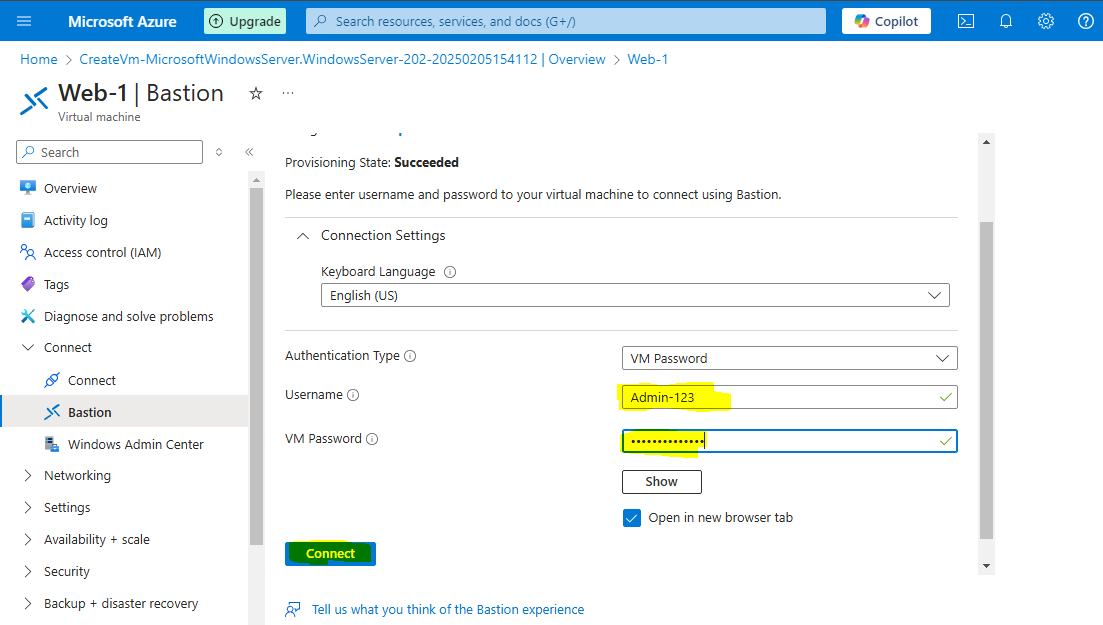 Microsoft Azure
Upgrade
Search resources, services, and docs (G+/)
Copilot
Home > CreateVm-MicrosoftWindowsServer.WindowsServer-202-20250205154112 | Overview > Web-1
Web-1 | Bastion
Virtual machine
Search
Overview
Activity log
Access control (IAM)
Tags
Diagnose and solve problems
Connect
Connect
Bastion
Windows Admin Center
Networking
Settings
Availability + scale
Security
Backup + disaster recovery
Provisioning State: Succeeded
Please enter username and password to your virtual machine to connect using Bastion.
Connection Settings
Keyboard Language
English (US)
Authentication Type
VM Password
Username
Admin-123
VM Password
••••••••••••••
Show
Open in new browser tab
Connect
Tell us what you think of the Bastion experience